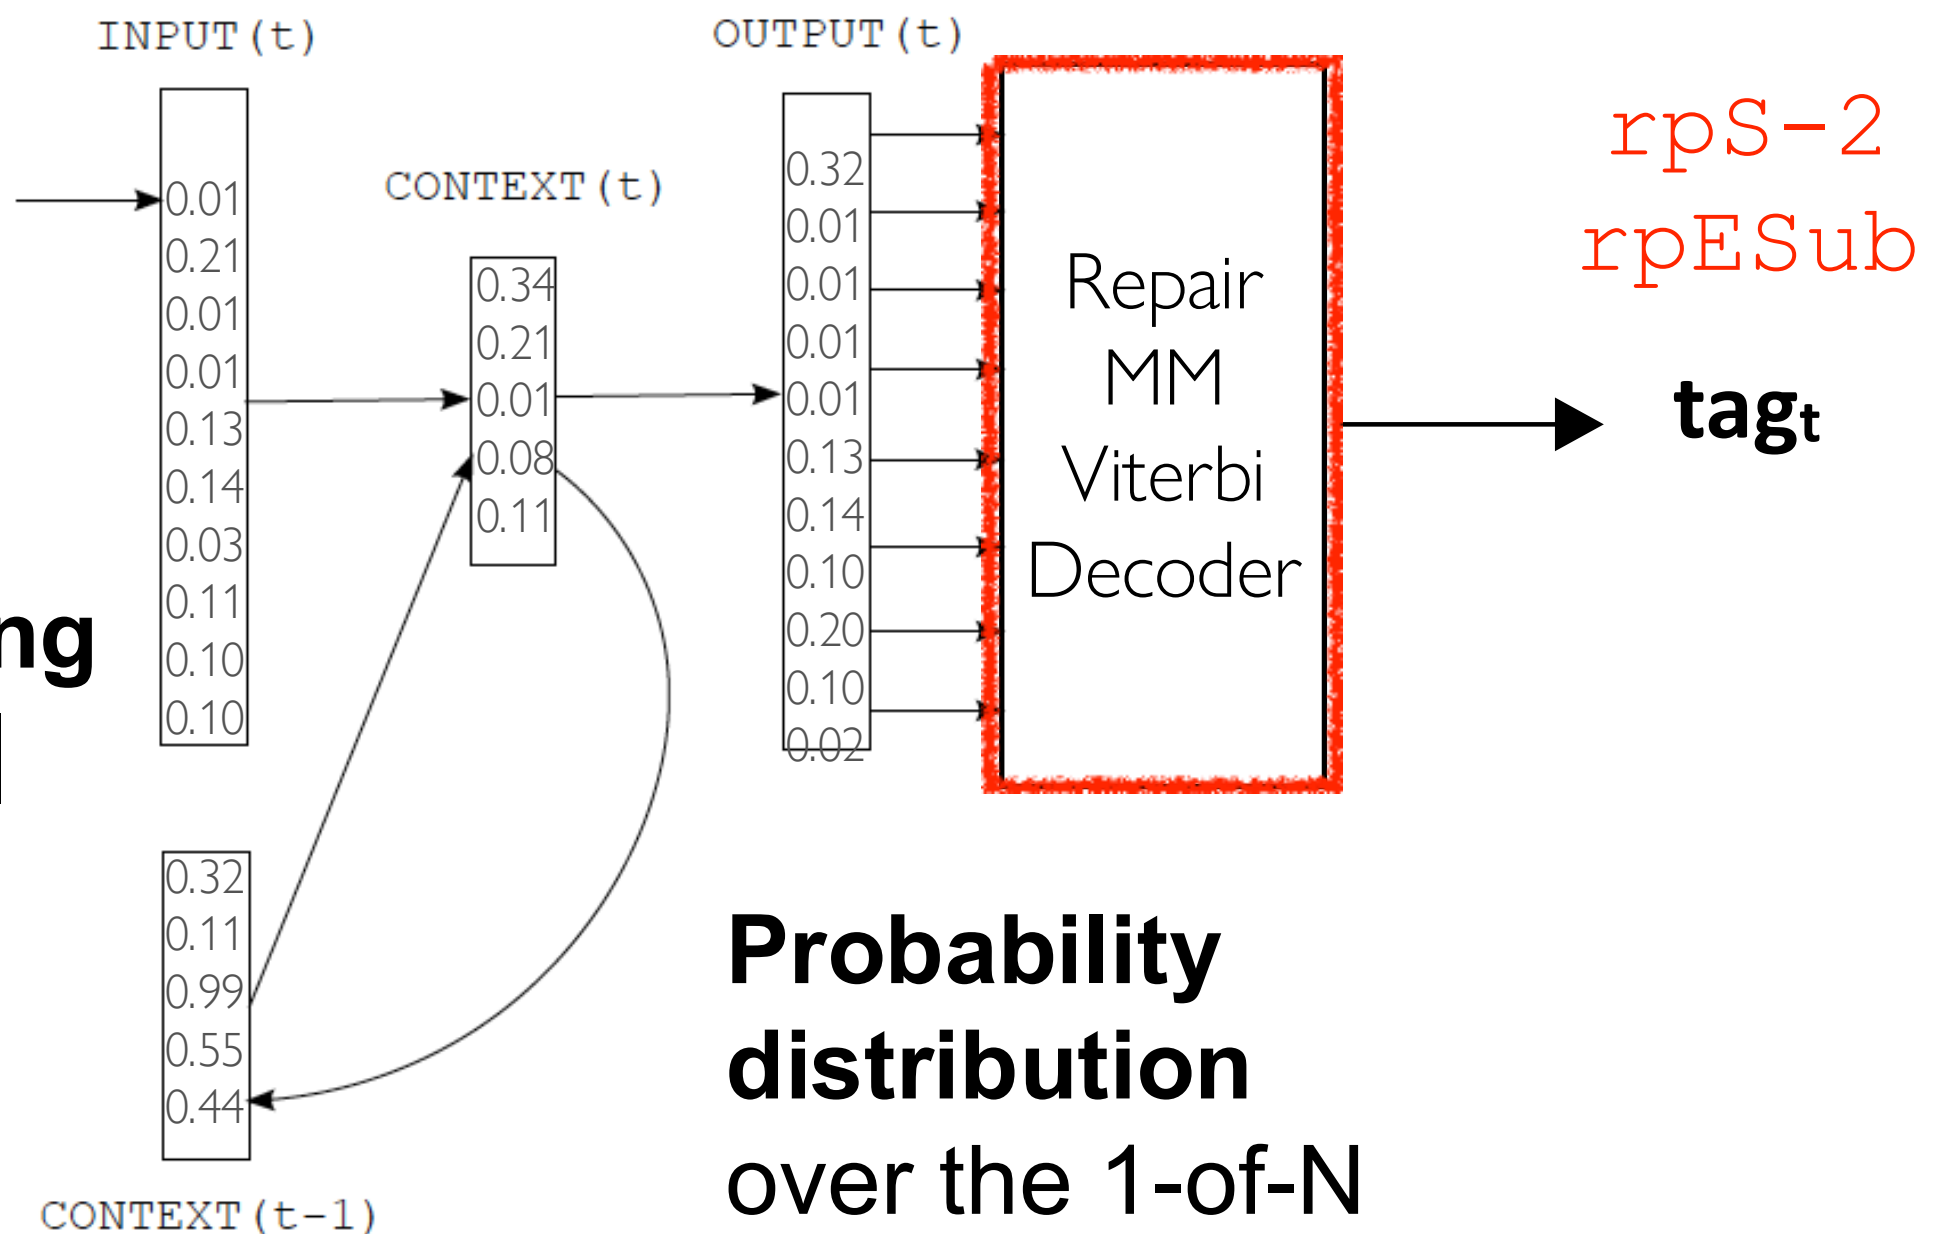 INPUT(t)
0.01
0.21
0.01
0.01
0.13
0.14
0.03
0.11
0.10
0.10
ng
CONTEXT(t)
0.34
0.21
0.01
0.08
0.11
OUTPUT(t)
0.32
0.01
0.01
0.01
0.01
0.13
0.14
0.10
0.20
0.10
0.02
Repair
MM
Viterbi
Decoder
rpS-2
rpESub
tagt
0.32
0.11
0.99
0.55
0.44
CONTEXT(t-1)
Probability
distribution
over the 1-of-N